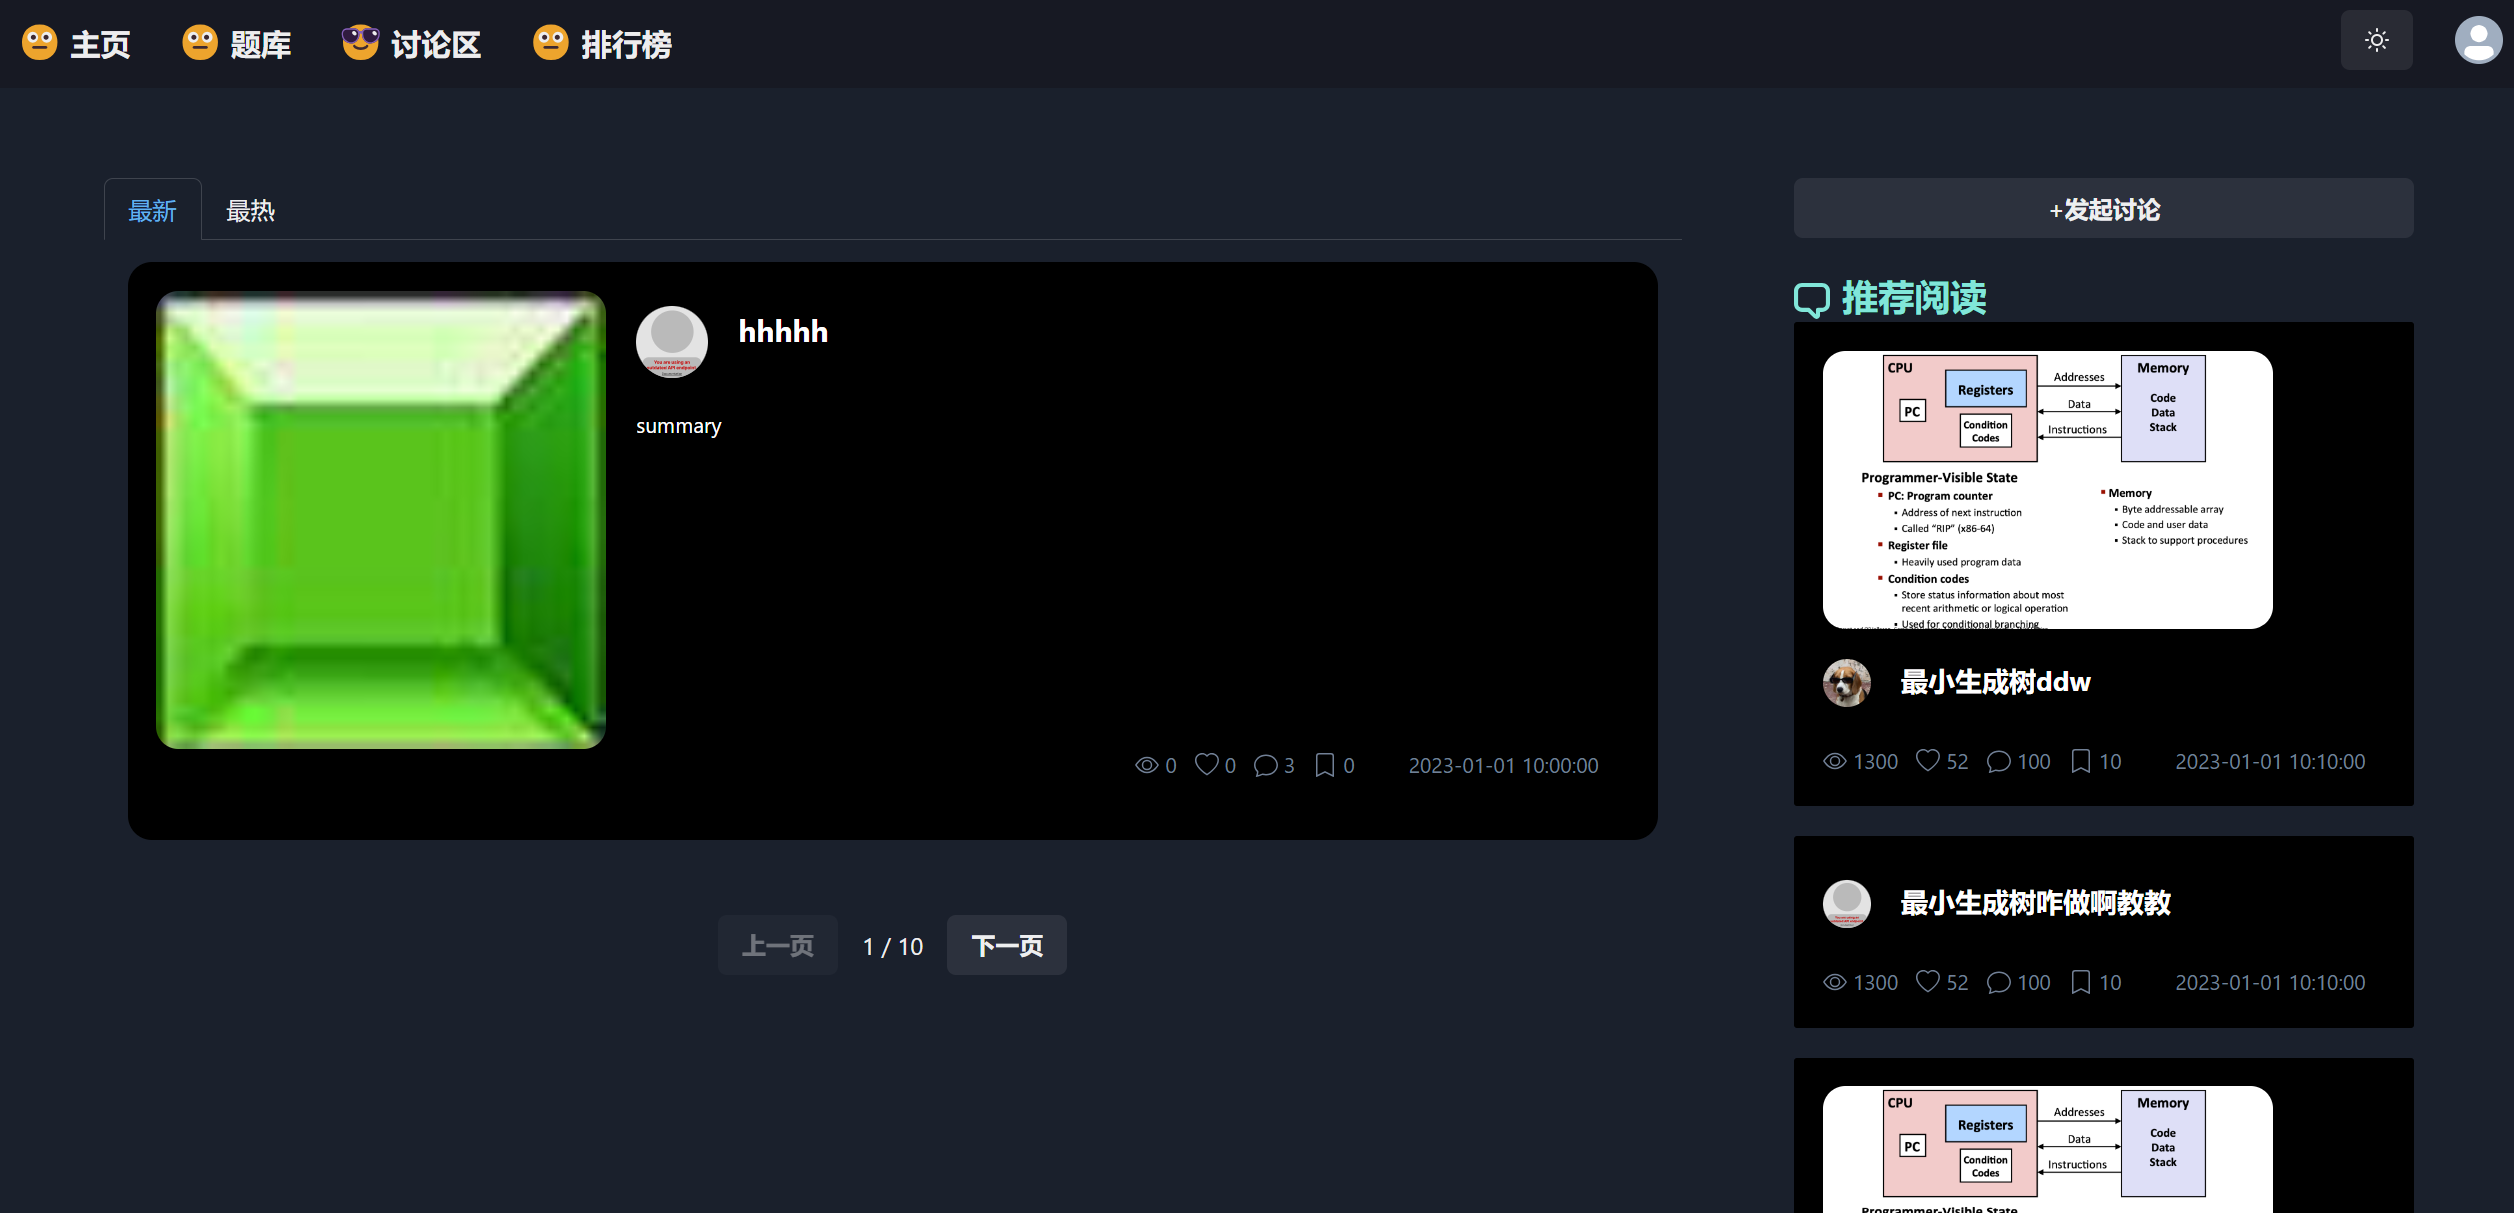 主页
题库
讨论区
排行榜
最新
最热
hhhhh
summary
0
0
3
0
2023-01-01 10:00:00
上一页
1 / 10
下一页
+发起讨论
推荐阅读
CPU
Registers
PC
Condition
Codes
Addresses
Data
Instructions
Memory
Code
Data
Stack
Programmer-Visible State
▪ PC: Program counter
▪ Address of next instruction
▪ Called “RIP” (x86-64)
▪ Register file
▪ Heavily used program data
▪ Condition codes
▪ Store status information about most
recent arithmetic or logical operation
▪ Used for conditional branching
▪ Memory
▪ Byte addressable array
▪ Code and user data
▪ Stack to support procedures
最小生成树ddw
1300
52
100
10
2023-01-01 10:10:00
最小生成树咋做啊教教
1300
52
100
10
2023-01-01 10:10:00
CPU
Registers
PC
Condition
Codes
Addresses
Data
Instructions
Memory
Code
Data
Stack
Programmer-Visible State